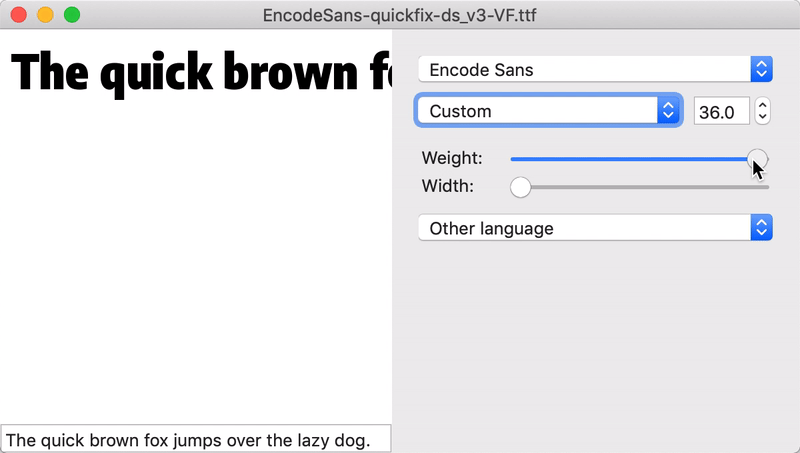 EncodeSans-quickfix-ds_v3-VF.ttf
The quick brown fo
Encode Sans
Custom
36.0
Weight:
Width:
Other language
The quick brown fox jumps over the lazy dog.